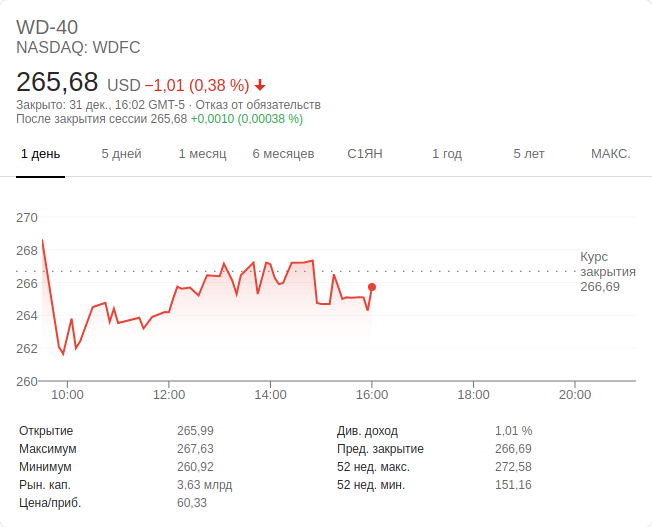 WD-40
NASDAQ: WDFC
265,68 USD −1,01 (0,38 %)
Закрыто: 31 дек., 16:02 GMT-5 · Отказ от обязательств
После закрытия сессии 265,68 +0,0010 (0,00038 %)
1 день 5 дней 1 месяц 6 месяцев С1ЯН 1 год 5 лет МАКС.
270
268
Курс
закрытия
266,69
266
264
262
260
10:00 12:00 14:00 16:00 18:00 20:00
Открытие 265,99 Див. доход 1,01 %
Максимум 267,63 Пред. закрытие 266,69
Минимум 260,92 52 нед. макс. 272,58
Рын. кап. 3,63 млрд 52 нед. мин. 151,16
Цена/приб. 60,33